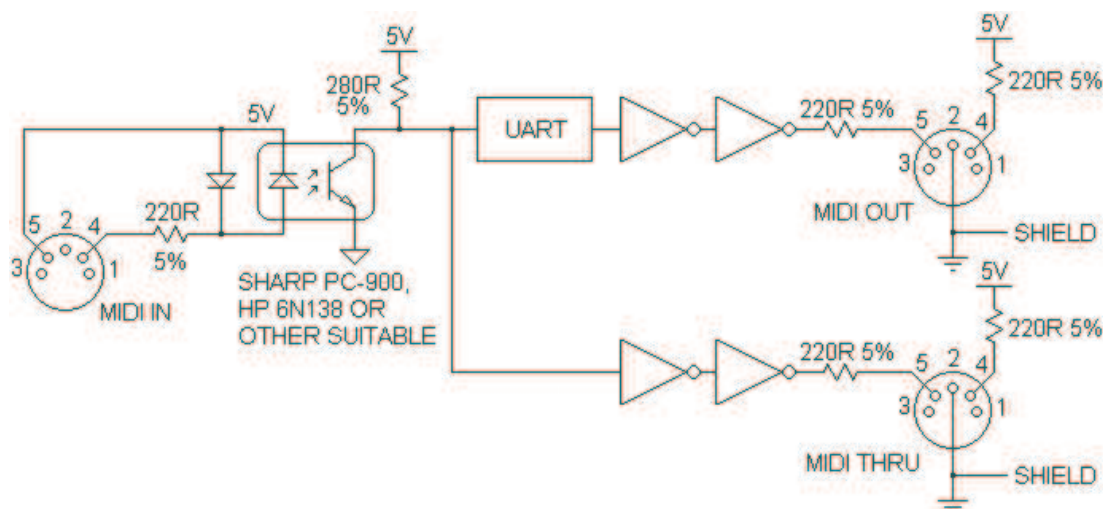 5V
5V
280R
5%
220R 5%
5V
220R 5%
5 2 4
3 1
UART
MIDI OUT
SHIELD
220R
5%
5 2 4
3 1
MIDI IN
SHARP PC-900,
HP 6N138 OR
OTHER SUITABLE
5V
220R 5%
220R 5%
5 2 4
3 1
MIDI THRU
SHIELD